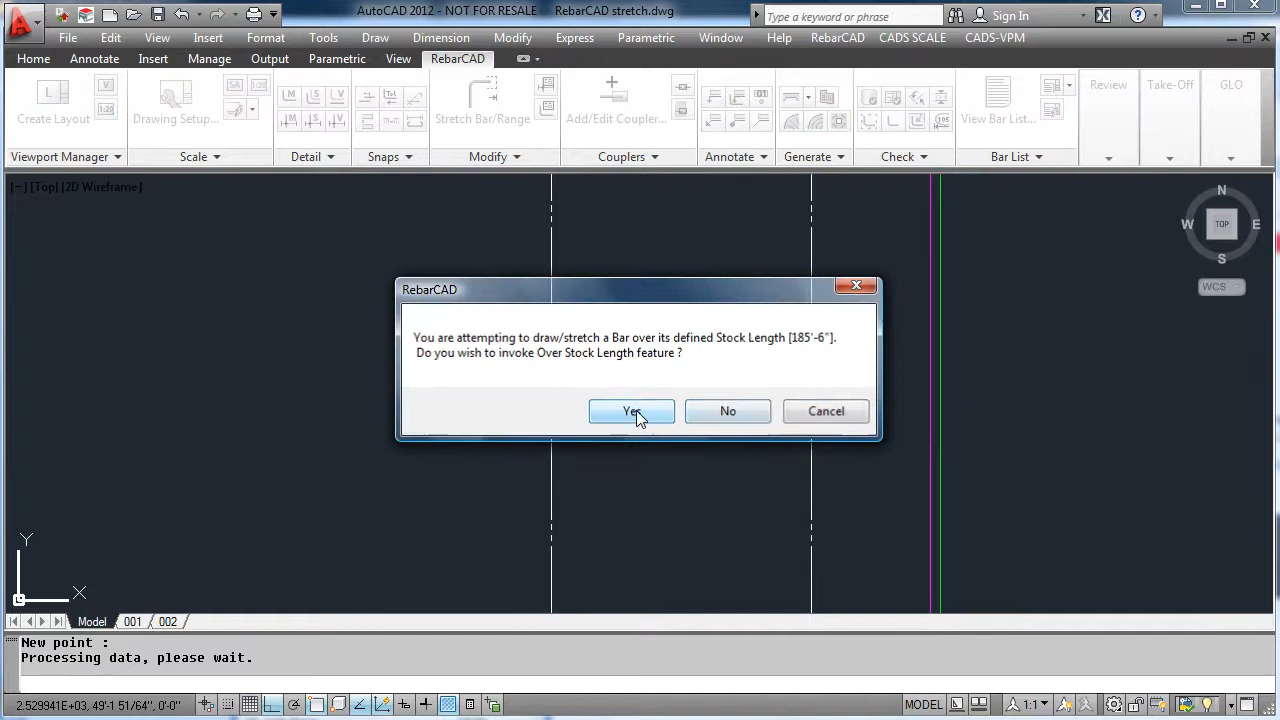 AutoCAD 2012 - NOT FOR RESALE RebarCAD stretch.dwg
Type a keyword or phrase
Sign In
File Edit View Insert Format Tools Draw Dimension Modify Express Parametric Window Help RebarCAD CADS SCALE CADS-VPM
Home Annotate Insert Manage Output Parametric View RebarCAD
Create Layout
Drawing Setup...
Stretch Bar/Range
Add/Edit Coupler...
View Bar List...
Review
Take-Off
GLO
Viewport Manager Scale Detail Snaps Modify Couplers Annotate Generate Check Bar List
[−] [Top] [2D Wireframe]
N
W TOP E
S
WCS
RebarCAD
You are attempting to draw/stretch a Bar over its defined Stock Length [185'-6"].
Do you wish to invoke Over Stock Length feature ?
Yes No Cancel
Y
X
Model 001 002
New point :
Processing data, please wait.
2.529941E+03, 49'-1 51/64", 0'-0"
MODEL
1:1